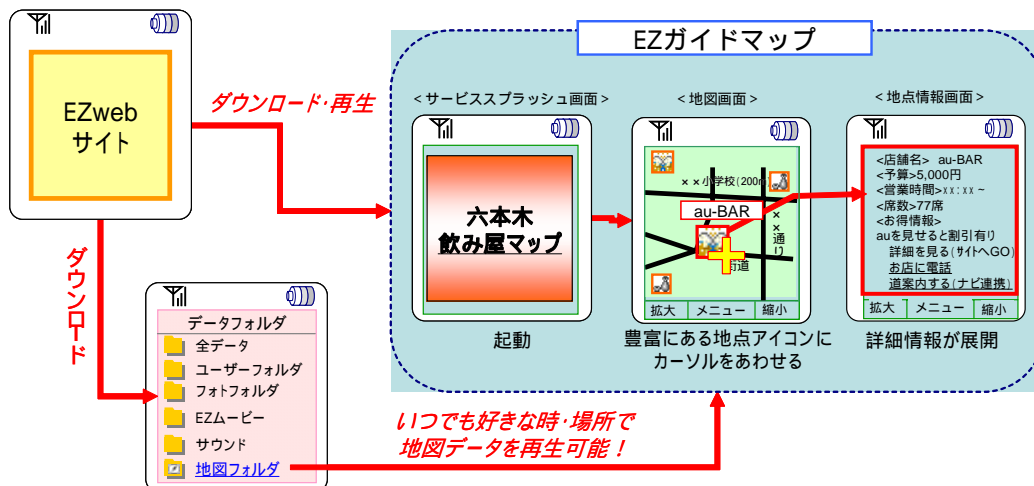 EZweb
サイト
ダウンロード・再生
ダウンロード
データフォルダ
全データ
ユーザーフォルダ
フォトフォルダ
EZムービー
サウンド
地図フォルダ
いつでも好きな時・場所で
地図データを再生可能！
EZガイドマップ
＜サービススプラッシュ画面＞
六本木
飲み屋マップ
起動
＜地図画面＞
××小学校(200m)
au-BAR
××通り
街道
拡大 メニュー 縮小
豊富にある地点アイコンに
カーソルをあわせる
＜地点情報画面＞
<店舗名> au-BAR
<予算>5,000円
<営業時間>xx:xx ~
<席数>77席
<お得情報>
auを見せると割引有り
詳細を見る(サイトへGO)
お店に電話
道案内する(ナビ連携)
拡大 メニュー 縮小
詳細情報が展開